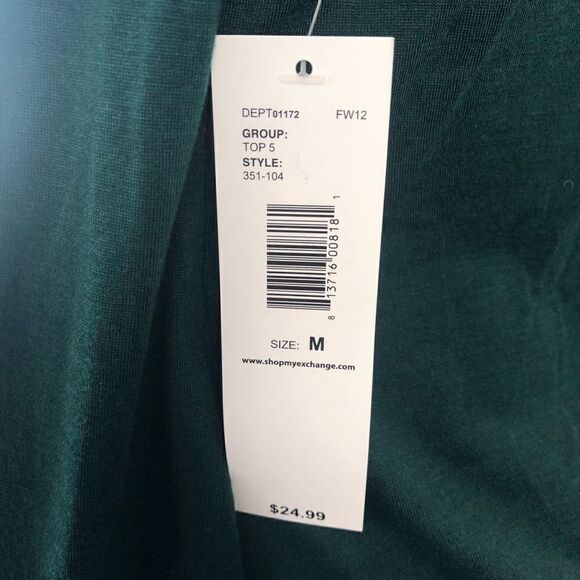 DEPT01172 FW12
GROUP:
TOP 5
STYLE:
351-104
8 13716 00818 1
SIZE: M
www.shopmyexchange.com
$24.99